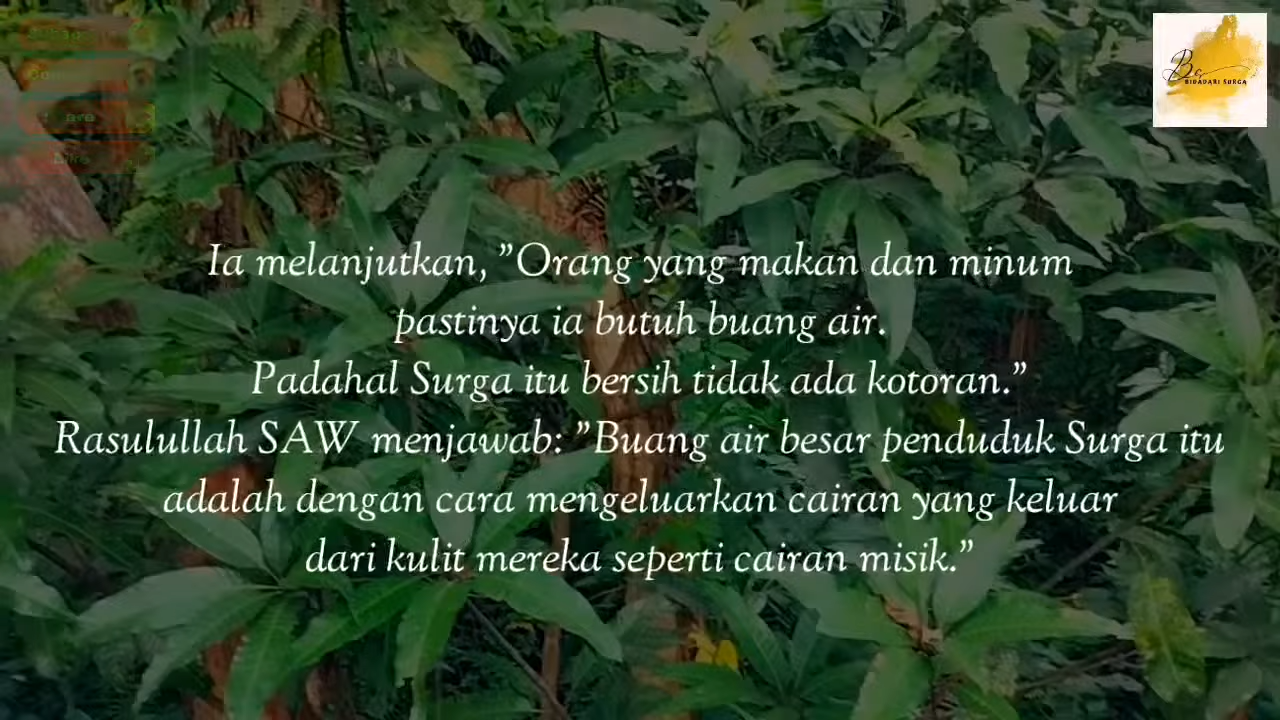 BIDADARI SURGA
Ia melanjutkan, ”Orang yang makan dan minum
pastinya ia butuh buang air.
Padahal Surga itu bersih tidak ada kotoran.”
Rasulullah SAW menjawab: ”Buang air besar penduduk Surga itu
adalah dengan cara mengeluarkan cairan yang keluar
dari kulit mereka seperti cairan misik.”